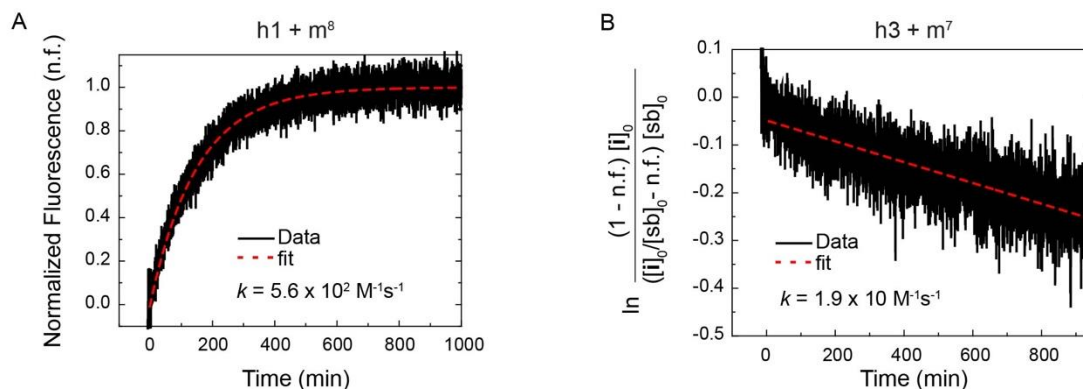 A
h1 + m⁸
Normalized Fluorescence (n.f.)
1.0
0.8
0.6
0.4
0.2
0.0
Data
fit
k = 5.6 x 10² M⁻¹s⁻¹
0 200 400 600 800 1000
Time (min)
B
h3 + m⁷
ln (1 - n.f.) [i]₀
([i]₀/[sb]₀- n.f.) [sb]₀
0.1
0.0
-0.1
-0.2
-0.3
-0.4
-0.5
Data
fit
k = 1.9 x 10 M⁻¹s⁻¹
0 200 400 600 800
Time (min)